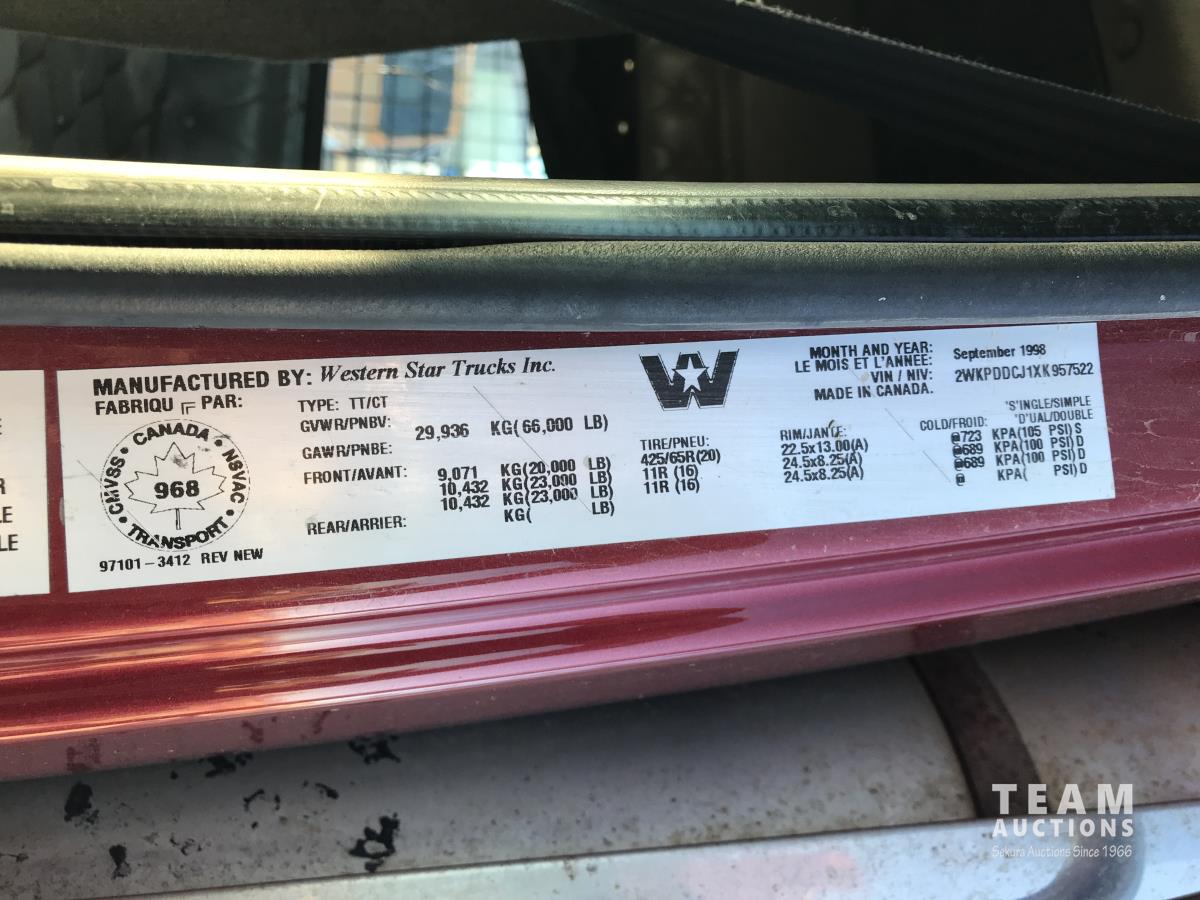 MANUFACTURED BY: Western Star Trucks Inc.
FABRIQU PAR:
TYPE: TT/CT
GVWR/PNBV: 29,936 KG(66,000 LB)
GAWR/PNBE:
FRONT/AVANT: 9,071 KG(20,000 LB)
10,432 KG(23,000 LB)
10,432 KG(23,000 LB)
REAR/ARRIER: KG( LB)
CANADA
CMVSS
NSVAC
968
TRANSPORT
97101-3412 REV NEW
W
TIRE/PNEU:
425/65R(20)
11R (16)
11R (16)
MONTH AND YEAR: September 1998
LE MOIS ET L'ANNEE:
VIN / NIV: 2WKPDDCJ1XK957522
MADE IN CANADA.
RIM/JANTE:
22.5x13.00(A)
24.5x8.25(A)
24.5x8.25(A)
'S'INGLE/SIMPLE
COLD/FROID: 'D'UAL/DOUBLE
723 KPA(105 PSI)S
689 KPA(100 PSI)D
689 KPA(100 PSI)D
KPA( PSI)D
R
LE
LE
TEAM
AUCTIONS
Sekura Auctions Since 1966